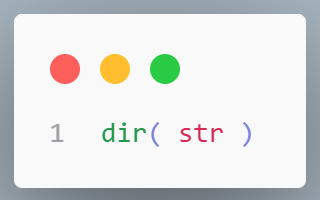 1 dir( str )